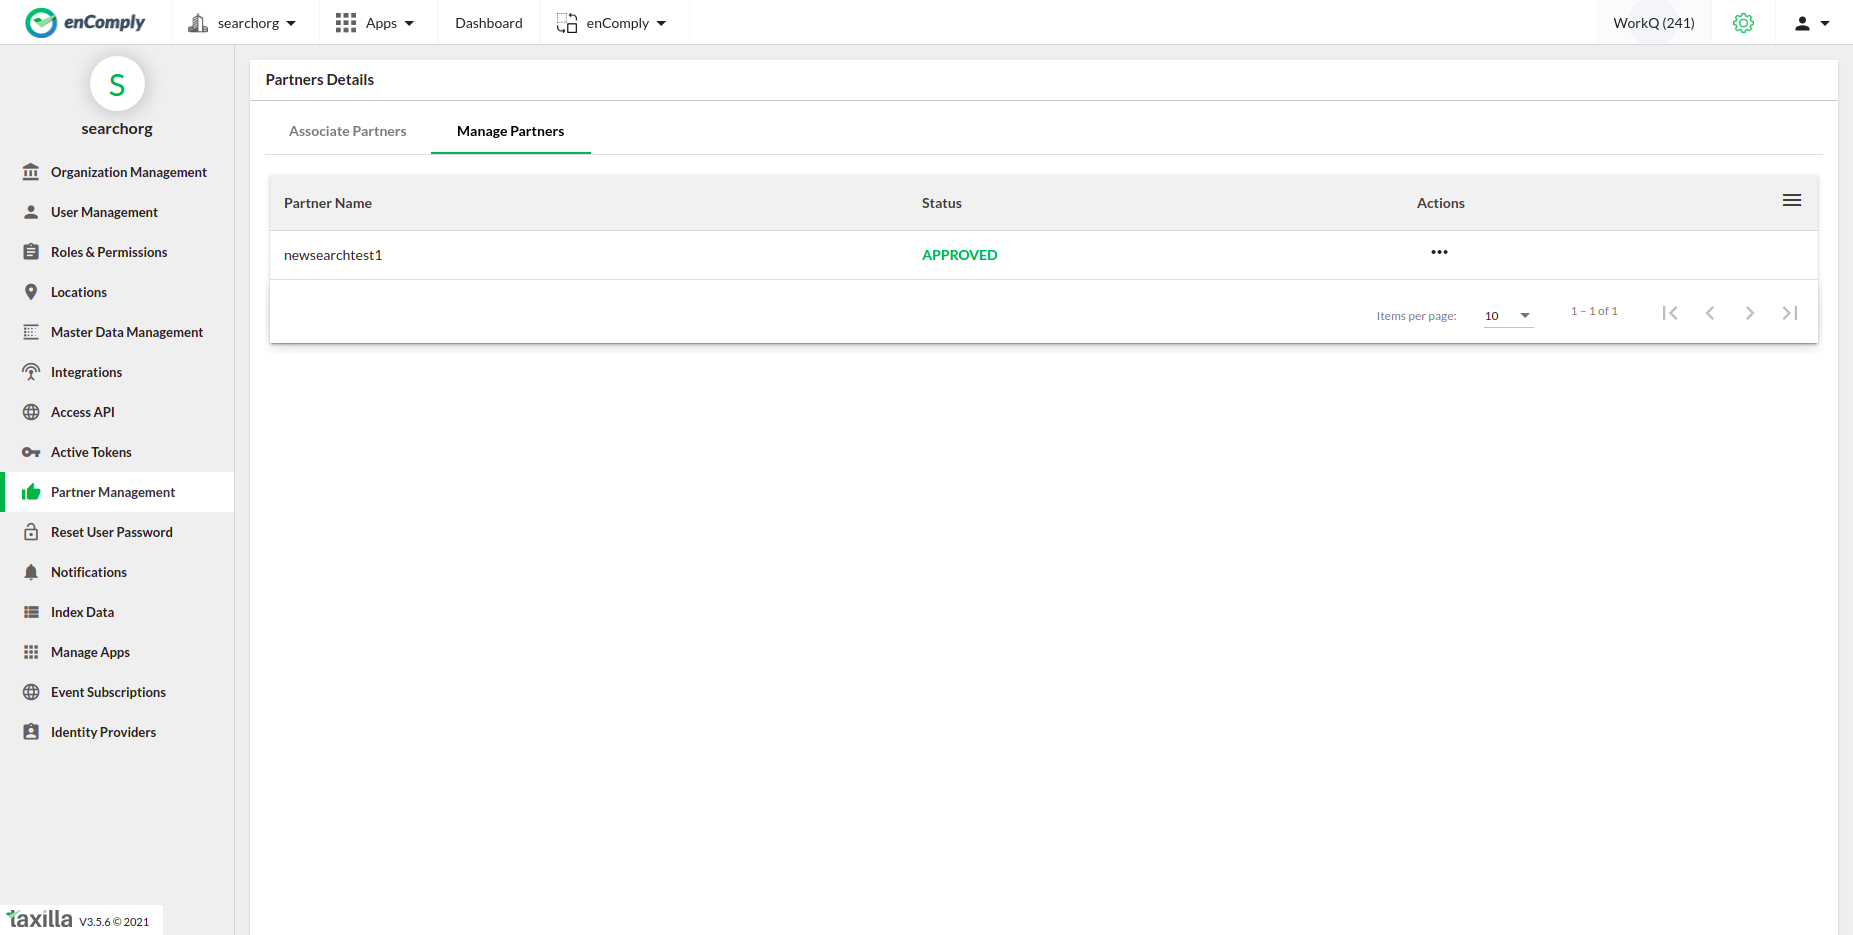 enComply
searchorg
Apps
Dashboard
enComply
WorkQ (241)
S
searchorg
Organization Management
User Management
Roles & Permissions
Locations
Master Data Management
Integrations
Access API
Active Tokens
Partner Management
Reset User Password
Notifications
Index Data
Manage Apps
Event Subscriptions
Identity Providers
taxilla V3.5.6 © 2021
Partners Details
Associate Partners
Manage Partners
Partner Name Status Actions
newsearchtest1 APPROVED
Items per page: 10 1 – 1 of 1